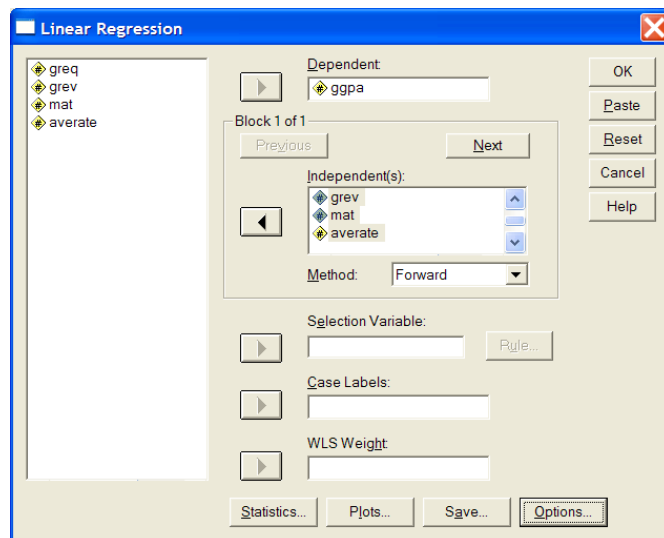 Linear Regression
greq
grev
mat
averate
Dependent:
ggpa
Block 1 of 1
Previous
Next
Independent(s):
grev
mat
averate
Method:
Forward
Selection Variable:
Rule...
Case Labels:
WLS Weight:
Statistics...
Plots...
Save...
Options...
OK
Paste
Reset
Cancel
Help